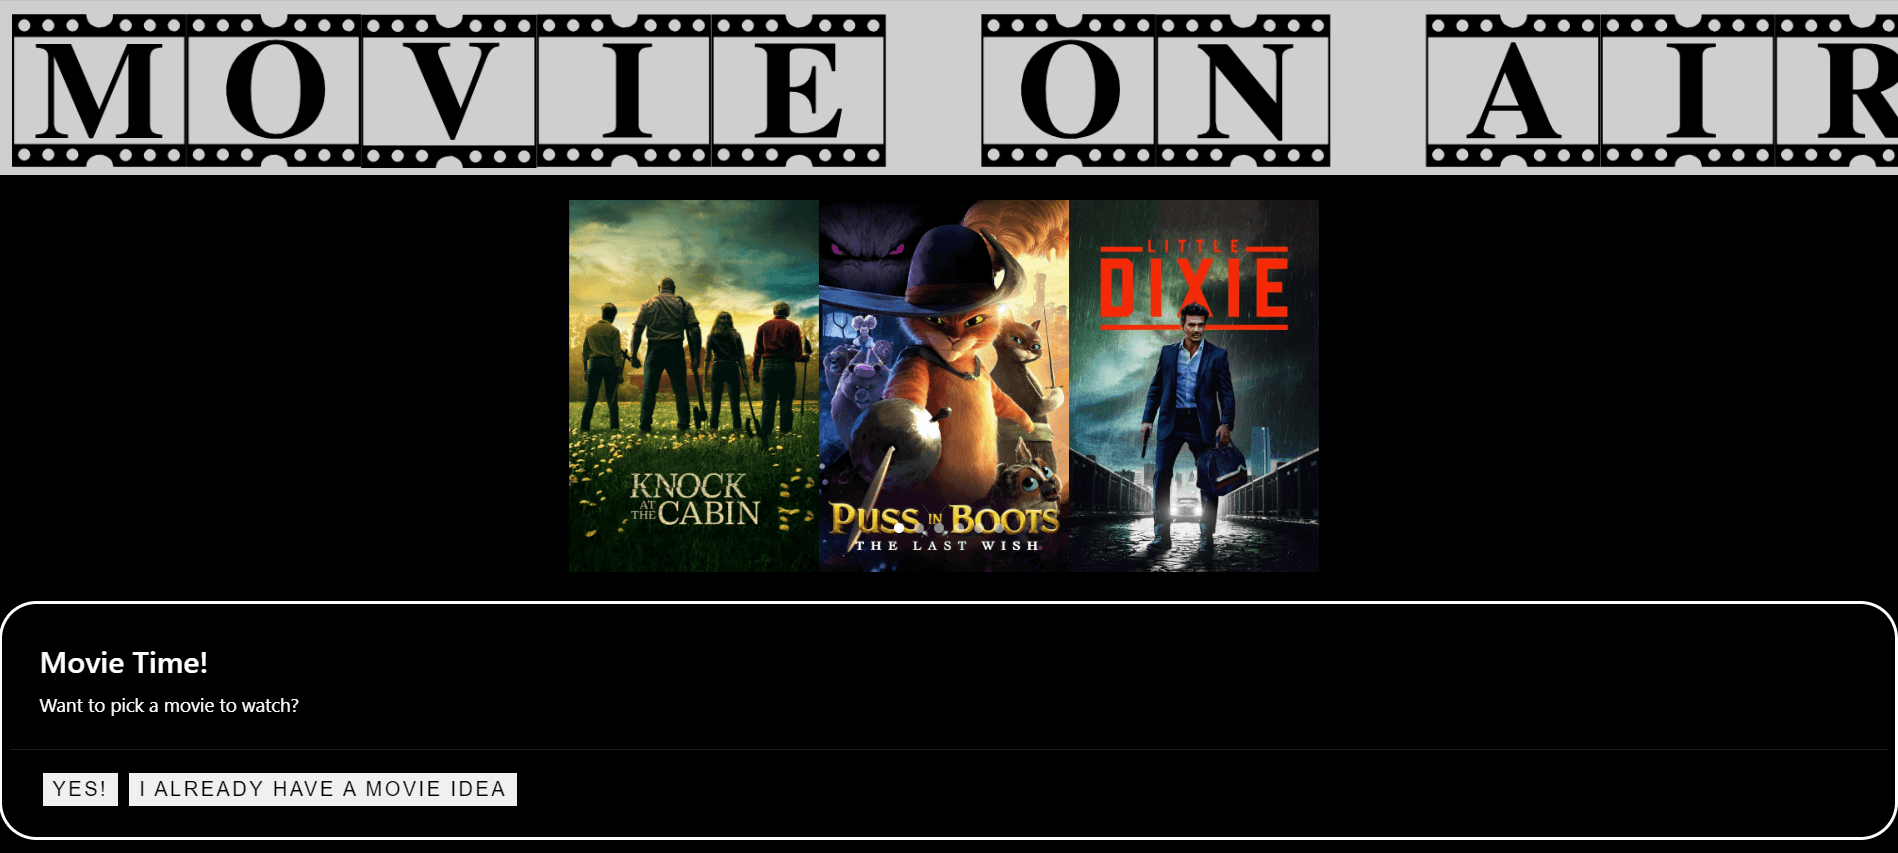 MOVIE ON AIR
KNOCK
AT THE CABIN
PUSS IN BOOTS
THE LAST WISH
LITTLE
DIXIE
Movie Time!
Want to pick a movie to watch?
YES! I ALREADY HAVE A MOVIE IDEA